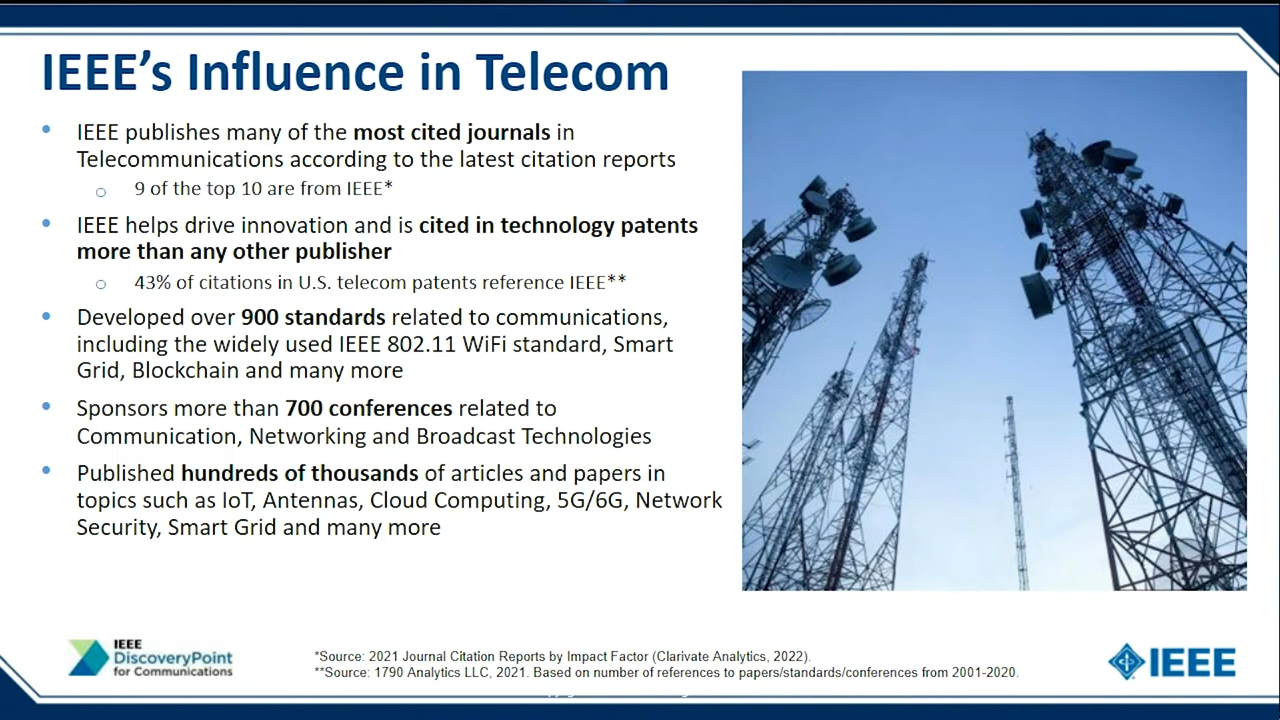 IEEE’s Influence in Telecom
• IEEE publishes many of the most cited journals in
Telecommunications according to the latest citation reports
o 9 of the top 10 are from IEEE*
• IEEE helps drive innovation and is cited in technology patents
more than any other publisher
o 43% of citations in U.S. telecom patents reference IEEE**
• Developed over 900 standards related to communications,
including the widely used IEEE 802.11 WiFi standard, Smart
Grid, Blockchain and many more
• Sponsors more than 700 conferences related to
Communication, Networking and Broadcast Technologies
• Published hundreds of thousands of articles and papers in
topics such as IoT, Antennas, Cloud Computing, 5G/6G, Network
Security, Smart Grid and many more
IEEE
DiscoveryPoint
for Communications
*Source: 2021 Journal Citation Reports by Impact Factor (Clarivate Analytics, 2022).
**Source: 1790 Analytics LLC, 2021. Based on number of references to papers/standards/conferences from 2001-2020.
IEEE